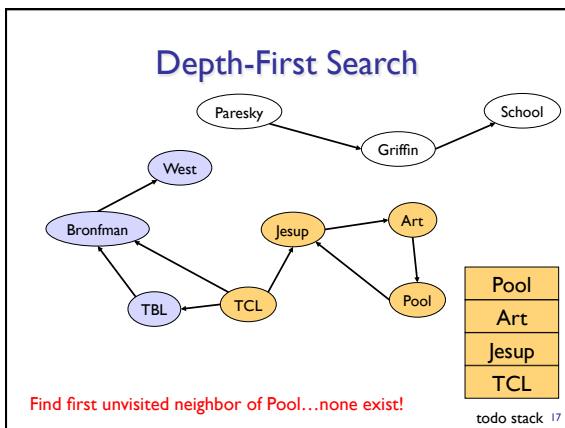 Depth-First Search
Paresky
School
Griffin
West
Bronfman
Jesup
Art
TBL
TCL
Pool
Pool
Art
Jesup
TCL
Find first unvisited neighbor of Pool…none exist!
todo stack 17